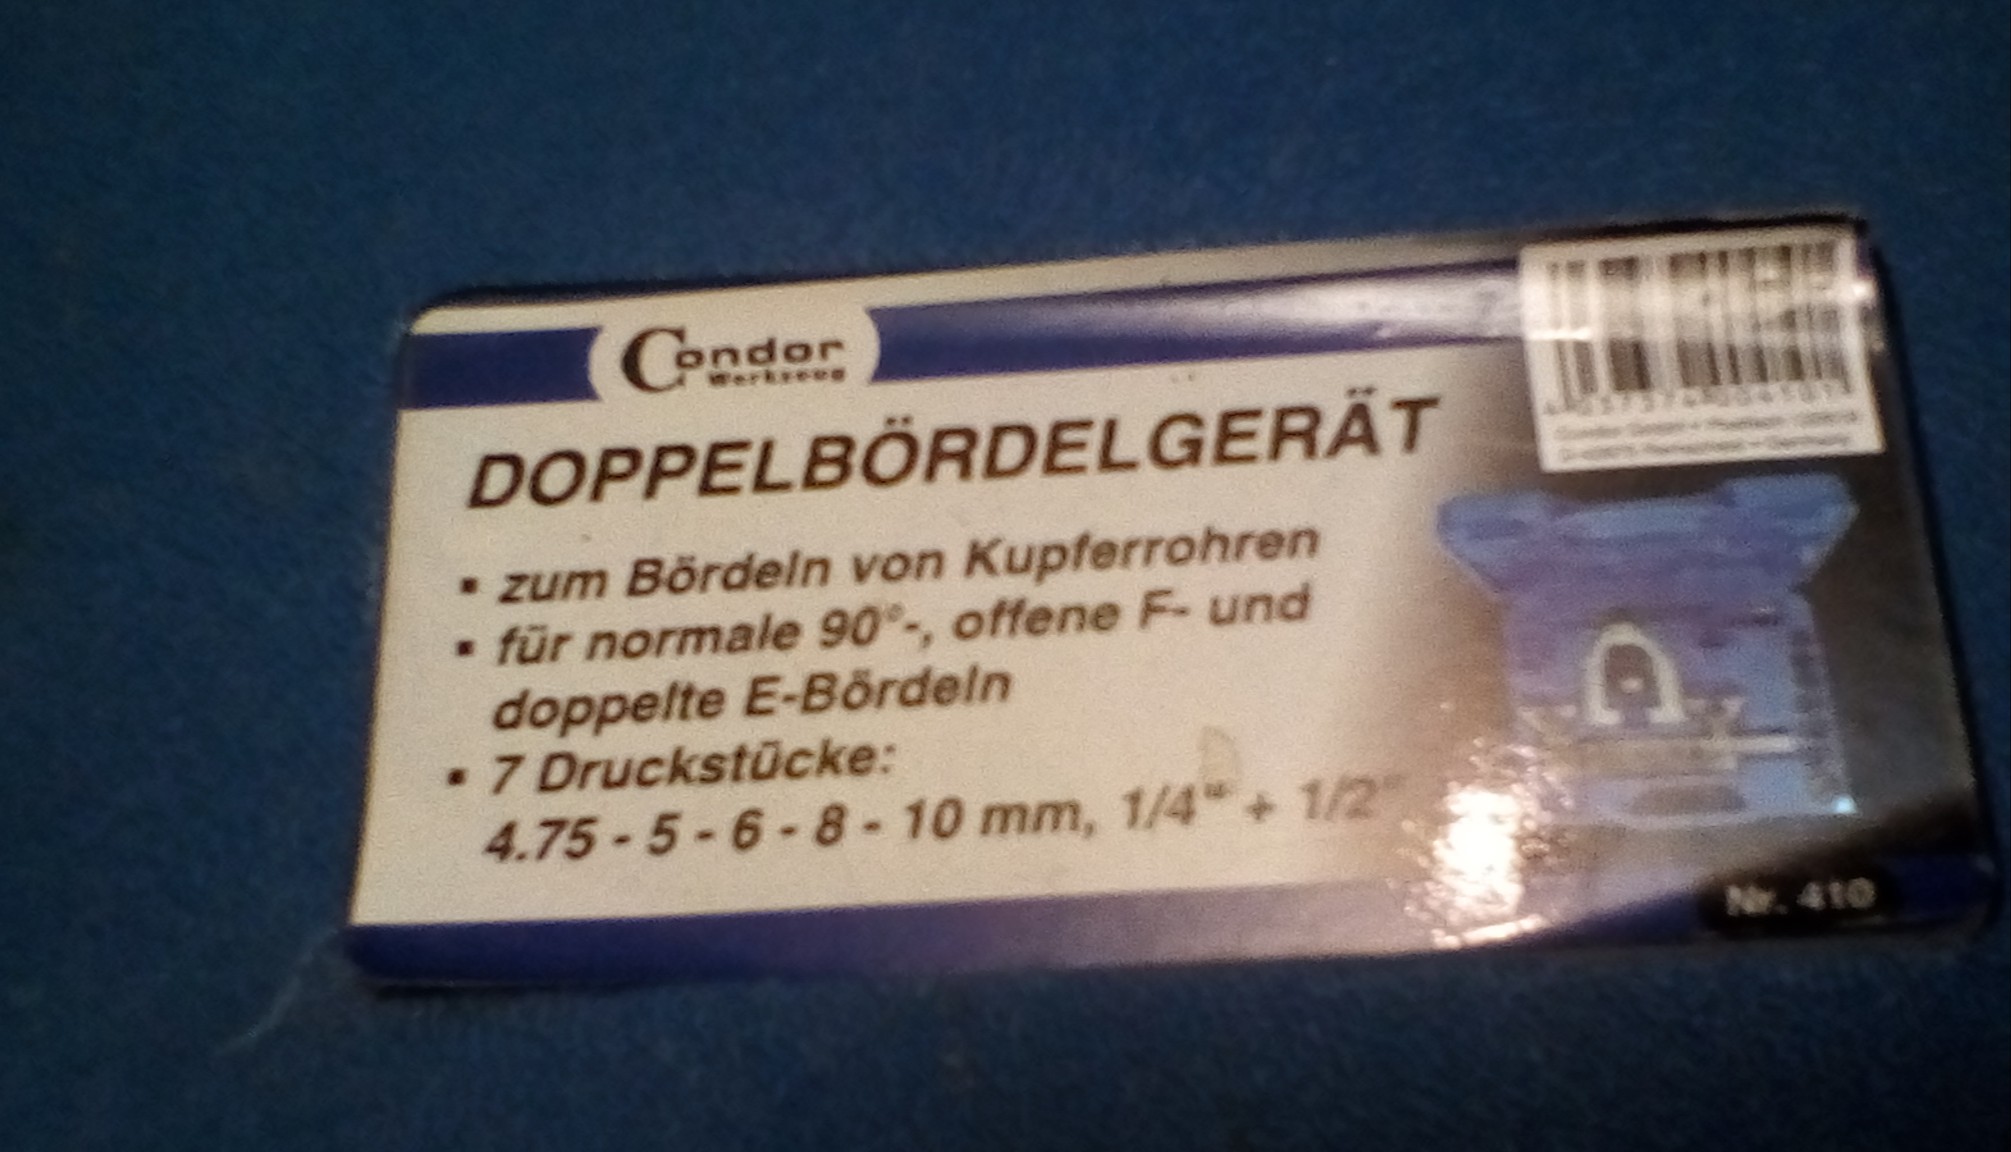 Condor
Werkzeug
DOPPELBÖRDELGERÄT
▪ zum Bördeln von Kupferrohren
▪ für normale 90°-, offene F- und
doppelte E-Bördeln
▪ 7 Druckstücke:
4.75 - 5 - 6 - 8 - 10 mm, 1/4" + 1/2"
Nr. 410